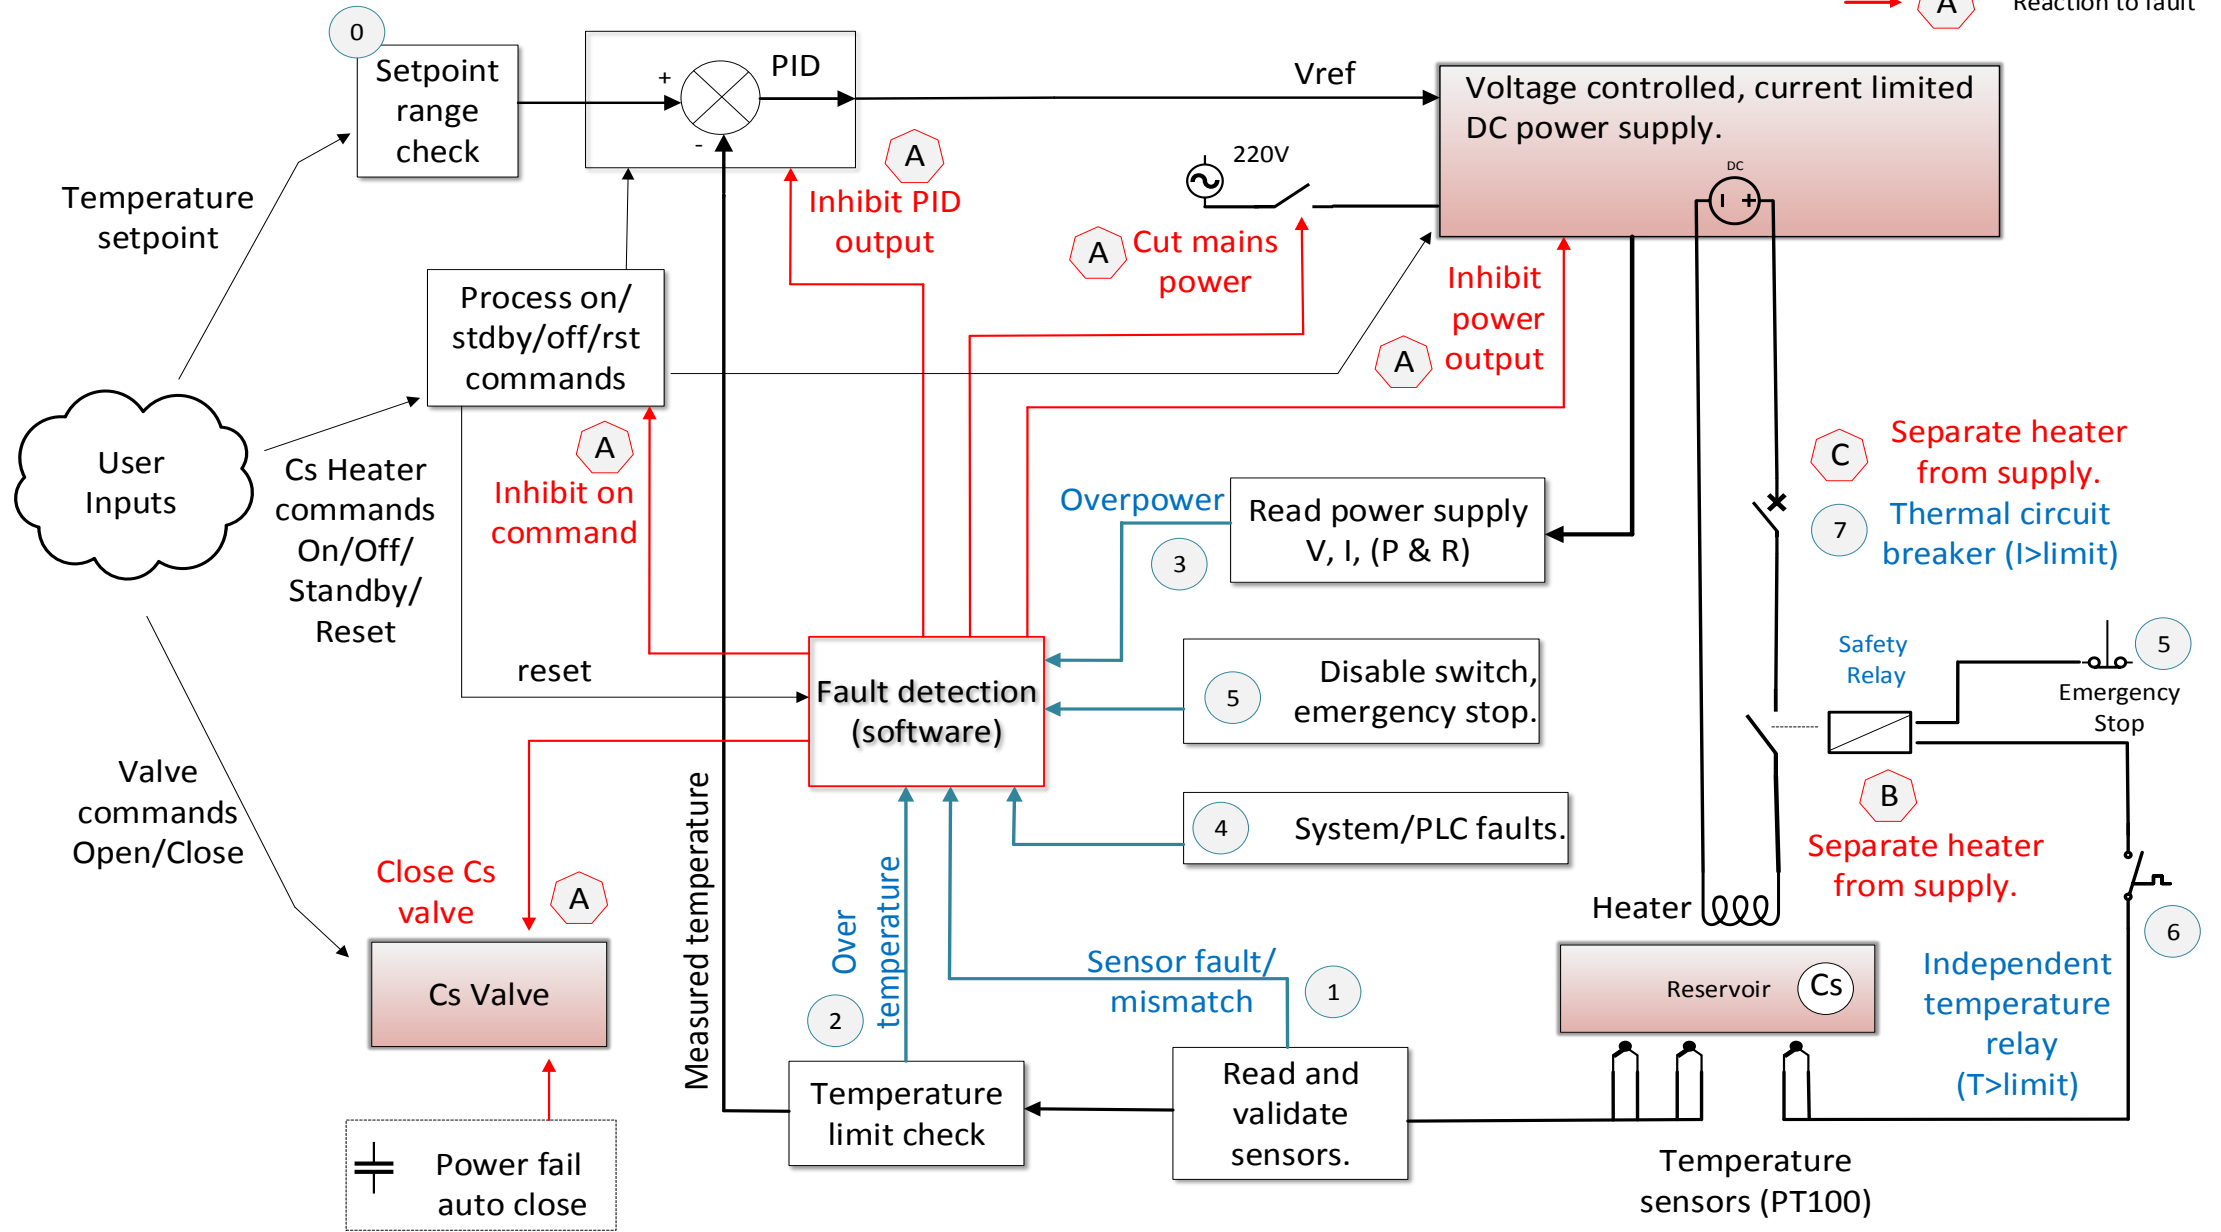 A
Reaction to fault
0
Setpoint
range
check
+
-
PID
Vref
Voltage controlled, current limited
DC power supply.
DC
220V
A
Inhibit PID
output
A
Cut mains
power
Inhibit
power
output
A
Temperature
setpoint
Process on/
stdby/off/rst
commands
User
Inputs
Cs Heater
commands
On/Off/
Standby/
Reset
A
Inhibit on
command
Overpower
3
Read power supply
V, I, (P & R)
C
Separate heater
from supply.
7
Thermal circuit
breaker (I>limit)
reset
Fault detection
(software)
5
Disable switch,
emergency stop.
Safety
Relay
5
Emergency
Stop
B
Separate heater
from supply.
4
System/PLC faults.
Valve
commands
Open/Close
Close Cs
valve
A
Cs Valve
Power fail
auto close
Measured temperature
Over
temperature
2
Sensor fault/
mismatch
1
Temperature
limit check
Read and
validate
sensors.
Heater
Reservoir
Cs
6
Independent
temperature
relay
(T>limit)
Temperature
sensors (PT100)